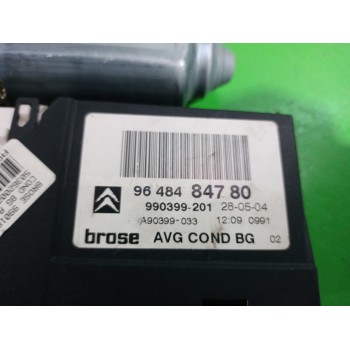 96 484 847 80
990399-201 28-05-04
A90399-033 12:09 0991
brose AVG COND BG 02